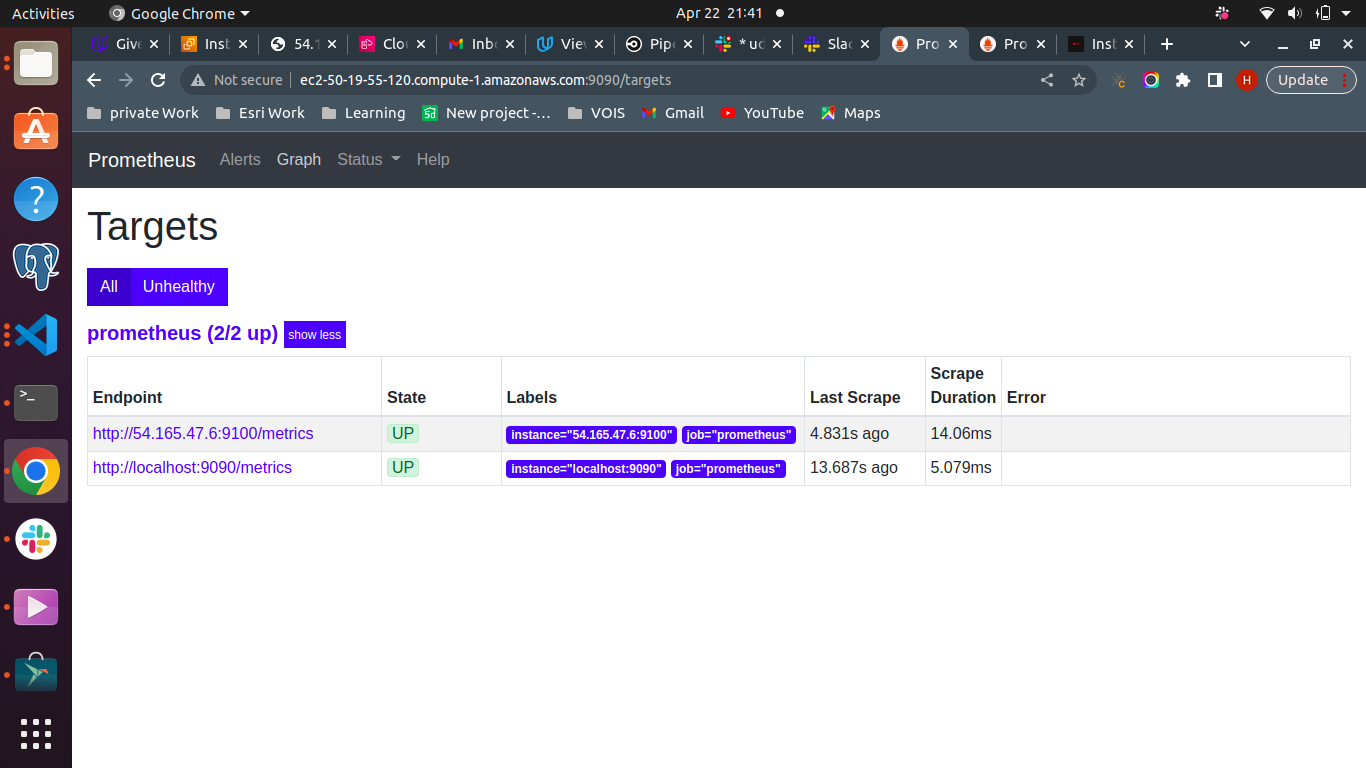 Activities Google Chrome Apr 22 21:41
Give Inst 54.1 Clou Inbo View Pipe * ud Slac Pro Pro Inst
Not secure ec2-50-19-55-120.compute-1.amazonaws.com:9090/targets H Update
private Work Esri Work Learning New project -… VOIS Gmail YouTube Maps
Prometheus Alerts Graph Status Help
Targets
All Unhealthy
prometheus (2/2 up) show less
Endpoint State Labels Last Scrape Scrape Duration Error
http://54.165.47.6:9100/metrics UP instance="54.165.47.6:9100" job="prometheus" 4.831s ago 14.06ms
http://localhost:9090/metrics UP instance="localhost:9090" job="prometheus" 13.687s ago 5.079ms